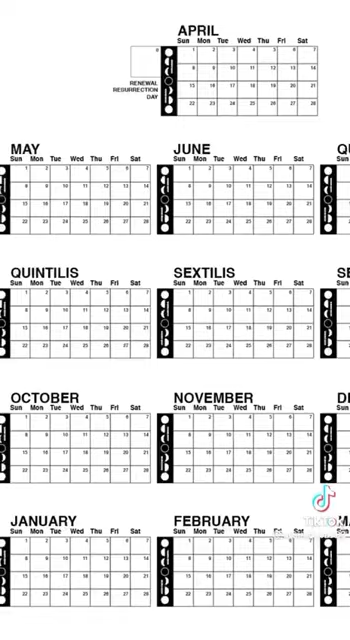 APRIL
Sun Mon Tue Wed Thu Fri Sat
0 1 2 3 4 5 6 7
8 9 10 11 12 13 14
RENEWAL
RESURRECTION
DAY
15 16 17 18 19 20 21
22 23 24 25 26 27 28
MAY JUNE QU
Sun Mon Tue Wed Thu Fri Sat Sun Mon Tue Wed Thu Fri Sat Sun
1 2 3 4 5 6 7 1 2 3 4 5 6 7
8 9 10 11 12 13 14 8 9 10 11 12 13 14
15 16 17 18 19 20 21 15 16 17 18 19 20 21
22 23 24 25 26 27 28 22 23 24 25 26 27 28
QUINTILIS SEXTILIS SE
Sun Mon Tue Wed Thu Fri Sat Sun Mon Tue Wed Thu Fri Sat Sun
1 2 3 4 5 6 7 1 2 3 4 5 6 7
8 9 10 11 12 13 14 8 9 10 11 12 13 14
15 16 17 18 19 20 21 15 16 17 18 19 20 21
22 23 24 25 26 27 28 22 23 24 25 26 27 28
OCTOBER NOVEMBER DE
Sun Mon Tue Wed Thu Fri Sat Sun Mon Tue Wed Thu Fri Sat Sun
1 2 3 4 5 6 7 1 2 3 4 5 6 7
8 9 10 11 12 13 14 8 9 10 11 12 13 14
15 16 17 18 19 20 21 15 16 17 18 19 20 21
22 23 24 25 26 27 28 22 23 24 25 26 27 28
TikTok
JANUARY FEBRUARY
Sun Mon Tue Wed Thu Fri Sat Sun Mon Tue Wed Thu Fri Sat
1 2 3 4 5 6 7 1 2 3 4 5 6 7
8 9 10 11 12 13 14 8 9 10 11 12 13 14
15 16 17 18 19 20 21 15 16 17 18 19 20 21
22 23 24 25 26 27 28 22 23 24 25 26 27 28